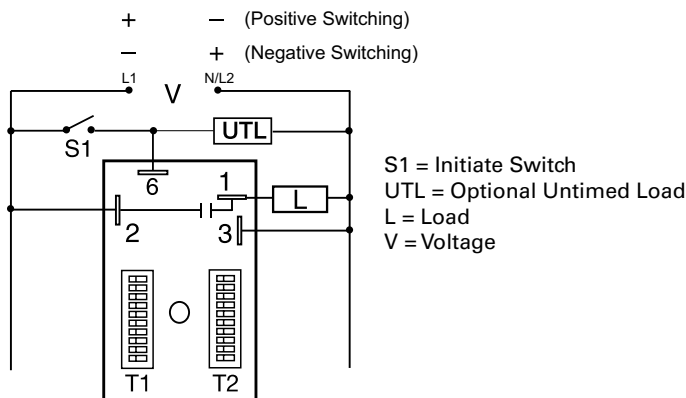 + − (Positive Switching)
− + (Negative Switching)
L1 V N/L2
S1 UTL
6 1 L
2 3
T1 T2
S1 = Initiate Switch
UTL = Optional Untimed Load
L = Load
V = Voltage